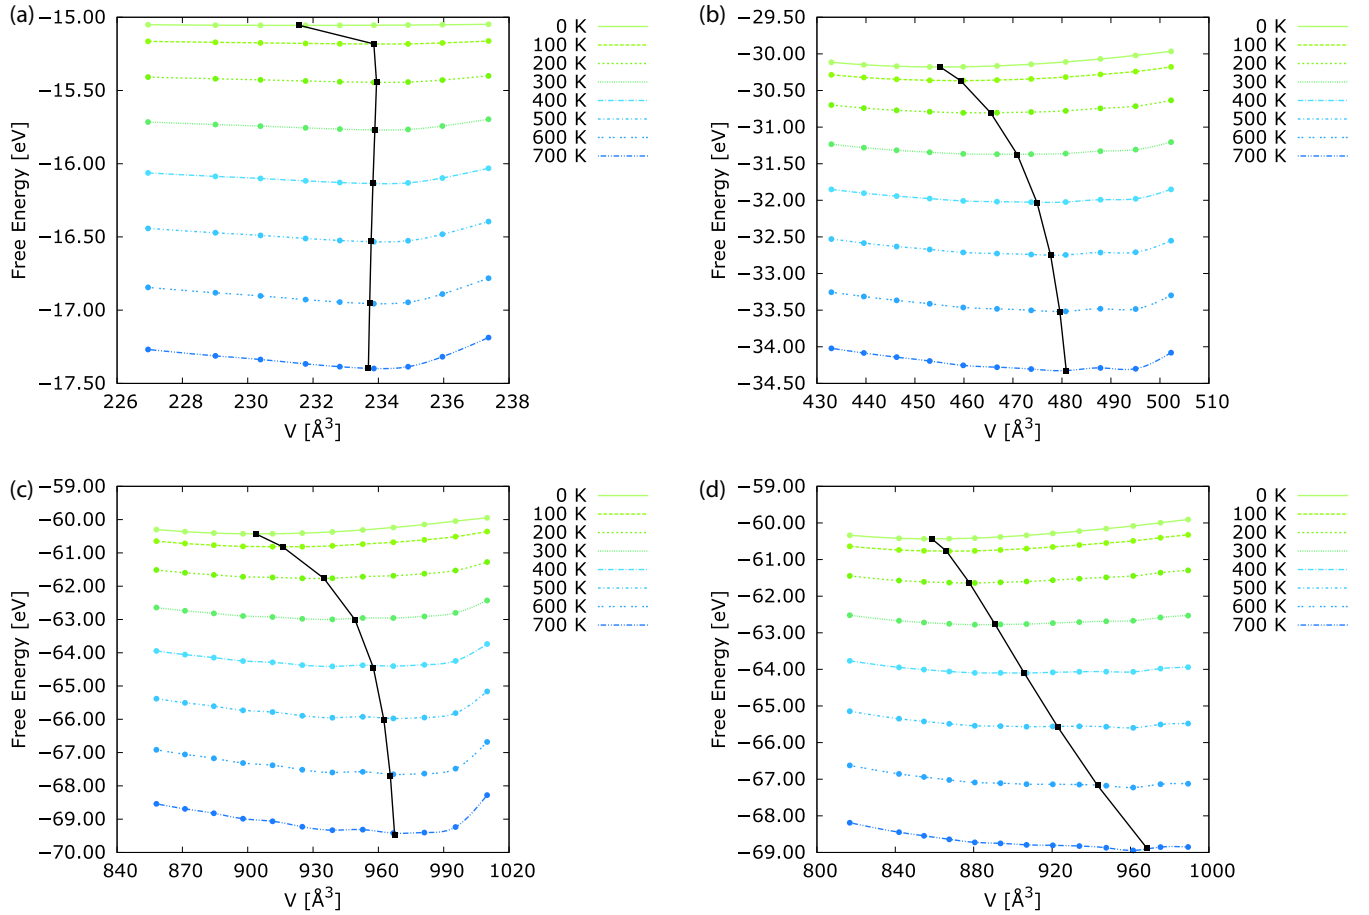 (a)
−15.00
−15.50
−16.00
−16.50
−17.00
−17.50
Free Energy [eV]
226 228 230 232 234 236 238
V [Å³]
0 K
100 K
200 K
300 K
400 K
500 K
600 K
700 K
(b)
−29.50
−30.00
−30.50
−31.00
−31.50
−32.00
−32.50
−33.00
−33.50
−34.00
−34.50
Free Energy [eV]
430 440 450 460 470 480 490 500 510
V [Å³]
0 K
100 K
200 K
300 K
400 K
500 K
600 K
700 K
(c)
−59.00
−60.00
−61.00
−62.00
−63.00
−64.00
−65.00
−66.00
−67.00
−68.00
−69.00
−70.00
Free Energy [eV]
840 870 900 930 960 990 1020
V [Å³]
0 K
100 K
200 K
300 K
400 K
500 K
600 K
700 K
(d)
−59.00
−60.00
−61.00
−62.00
−63.00
−64.00
−65.00
−66.00
−67.00
−68.00
−69.00
Free Energy [eV]
800 840 880 920 960 1000
V [Å³]
0 K
100 K
200 K
300 K
400 K
500 K
600 K
700 K